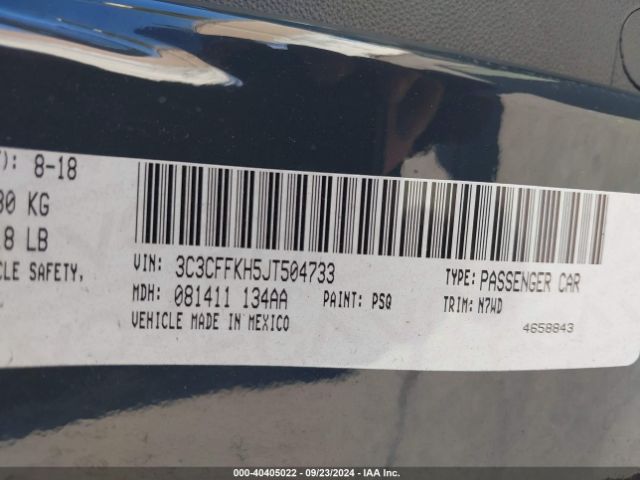 ): 8-18
80 KG
8 LB
CLE SAFETY,
VIN: 3C3CFFKH5JT504733
TYPE: PASSENGER CAR
MDH: 081411 134AA
PAINT: PSQ
TRIM: N7WD
VEHICLE MADE IN MEXICO
4658843
000-40405022 - 09/23/2024 - IAA Inc.